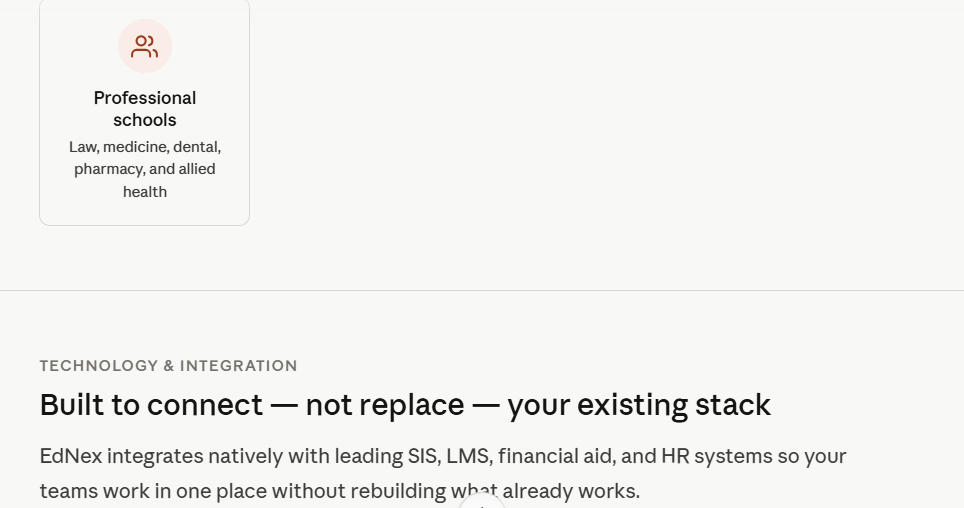 Professional
schools
Law, medicine, dental,
pharmacy, and allied
health
TECHNOLOGY & INTEGRATION
Built to connect — not replace — your existing stack
EdNex integrates natively with leading SIS, LMS, financial aid, and HR systems so your
teams work in one place without rebuilding what already works.